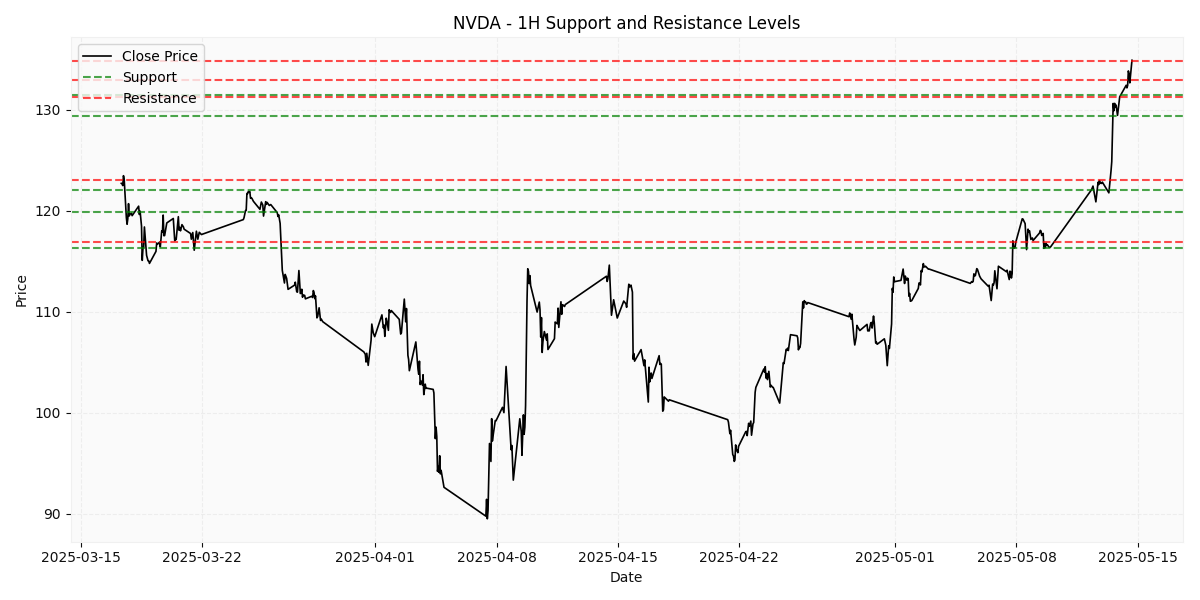 NVDA - 1H Support and Resistance Levels
Close Price
Support
Resistance
Price
130
120
110
100
90
2025-03-15
2025-03-22
2025-04-01
2025-04-08
2025-04-15
2025-04-22
2025-05-01
2025-05-08
2025-05-15
Date